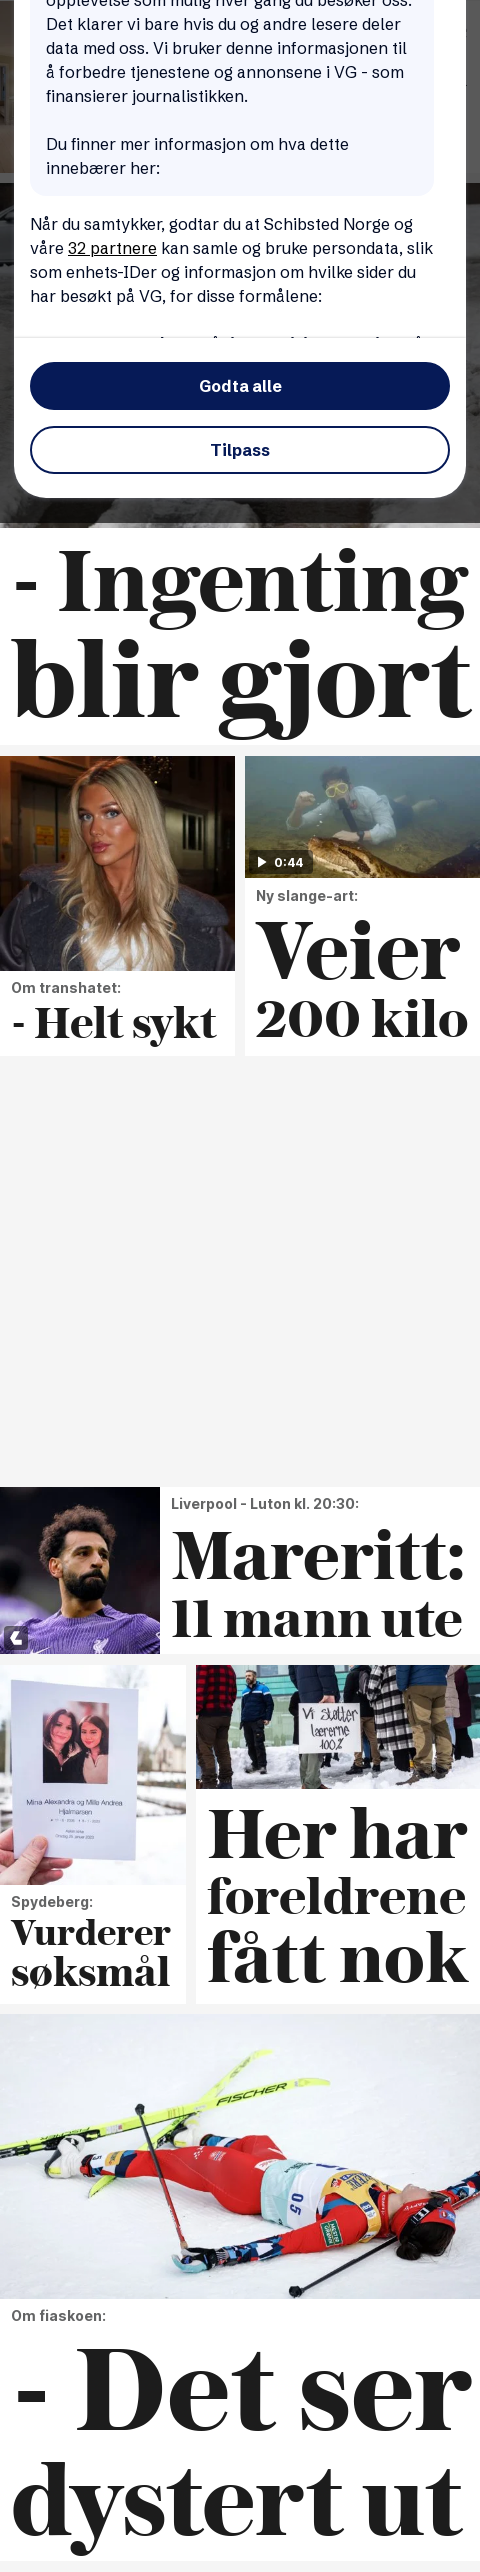 opplevelse som mulig hver gang du besøker oss.
Det klarer vi bare hvis du og andre lesere deler
data med oss. Vi bruker denne informasjonen til
å forbedre tjenestene og annonsene i VG - som
finansierer journalistikken.
Du finner mer informasjon om hva dette
innebærer her:
Når du samtykker, godtar du at Schibsted Norge og
våre 32 partnere kan samle og bruke persondata, slik
som enhets-IDer og informasjon om hvilke sider du
har besøkt på VG, for disse formålene:
Godta alle
Tilpass
- Ingenting
blir gjort
Om transhatet:
- Helt sykt
0:44
Ny slange-art:
Veier
200 kilo
Liverpool - Luton kl. 20:30:
Mareritt:
11 mann ute
Mina Alexandra og Mille Andrea
Hjalmarsen
Spydeberg:
Vurderer
søksmål
Vi støtter
lærerne
100%
Her har
foreldrene
fått nok
FISCHER
05
Om fiaskoen:
- Det ser
dystert ut